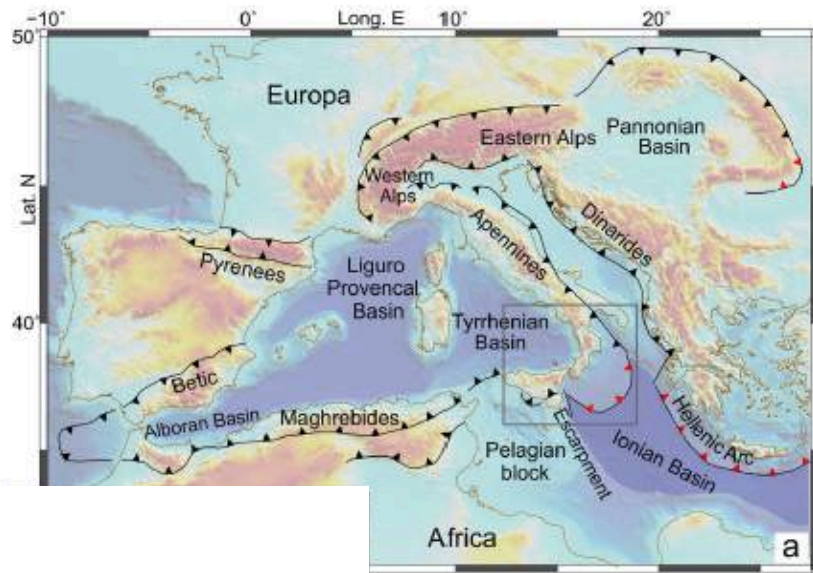 −10° 0° Long. E 10° 20°
50°
Europa
Eastern Alps
Pannonian
Basin
Western
Alps
Lat. N
Apennines
Dinarides
Pyrenees
Liguro
Provencal
Basin
40°
Tyrrhenian
Basin
Betic
Alboran Basin
Maghrebides
Hellenic Arc
Escarpment
Ionian Basin
Pelagian
block
Africa
a